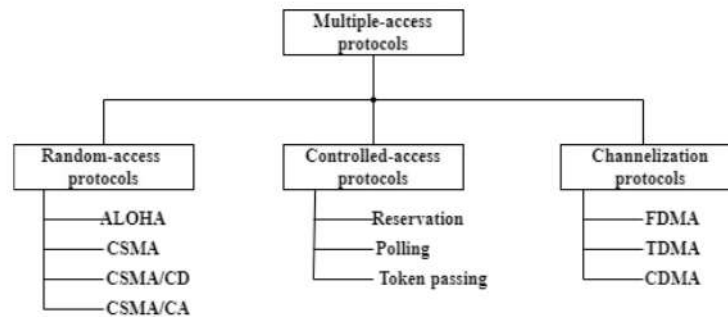 Multiple-access
protocols
Random-access
protocols
Controlled-access
protocols
Channelization
protocols
ALOHA
CSMA
CSMA/CD
CSMA/CA
Reservation
Polling
Token passing
FDMA
TDMA
CDMA